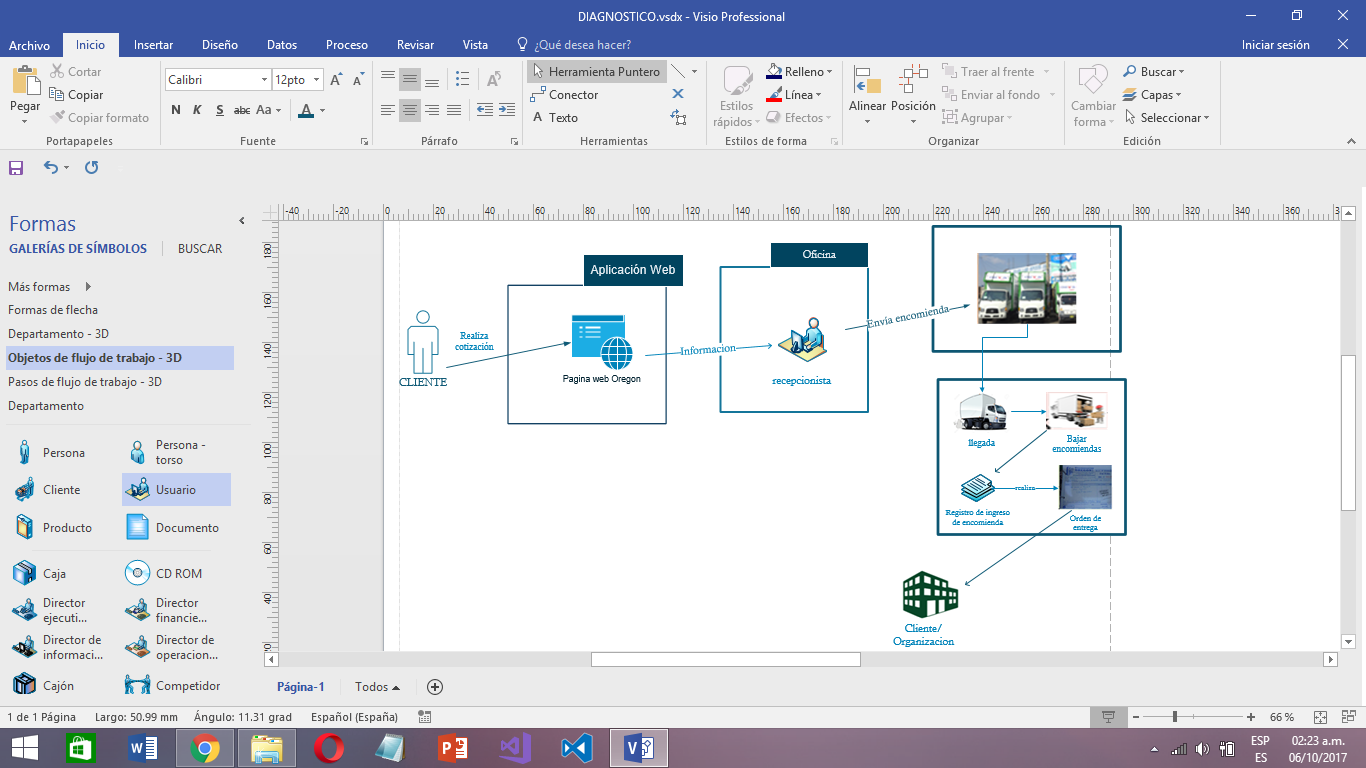 DIAGNOSTICO.vsdx - Visio Professional
Archivo Inicio Insertar Diseño Datos Proceso Revisar Vista ¿Qué desea hacer? Iniciar sesión
Pegar
Cortar
Copiar
Copiar formato
Portapapeles
Calibri 12pto
N K S abc Aa A
Fuente
Párrafo
Herramienta Puntero
Conector
Texto
Herramientas
Estilos rápidos
Relleno
Línea
Efectos
Estilos de forma
Alinear Posición
Traer al frente
Enviar al fondo
Agrupar
Organizar
Cambiar forma
Buscar
Capas
Seleccionar
Edición
Formas
GALERÍAS DE SÍMBOLOS BUSCAR
Más formas
Formas de flecha
Departamento - 3D
Objetos de flujo de trabajo - 3D
Pasos de flujo de trabajo - 3D
Departamento
Persona
Persona - torso
Cliente
Usuario
Producto
Documento
Caja
CD ROM
Director ejecuti...
Director financie...
Director de informaci...
Director de operacion...
Cajón
Competidor
-40 -20 0 20 40 60 80 100 120 140 160 180 200 220 240 260 280 300 320 340 360
180
160
140
120
100
80
60
40
CLIENTE
Realiza
cotización
Aplicación Web
Pagina web Oregon
Informacion
Oficina
recepcionista
Envía encomienda
llegada
Bajar
encomiendas
Registro de ingreso
de encomienda
realiza
Orden de
entrega
Cliente/
Organizacion
Página-1 Todos
1 de 1 Página Largo: 50.99 mm Ángulo: 11.31 grad Español (España) 66 %
ESP 02:23 a.m.
ES 06/10/2017